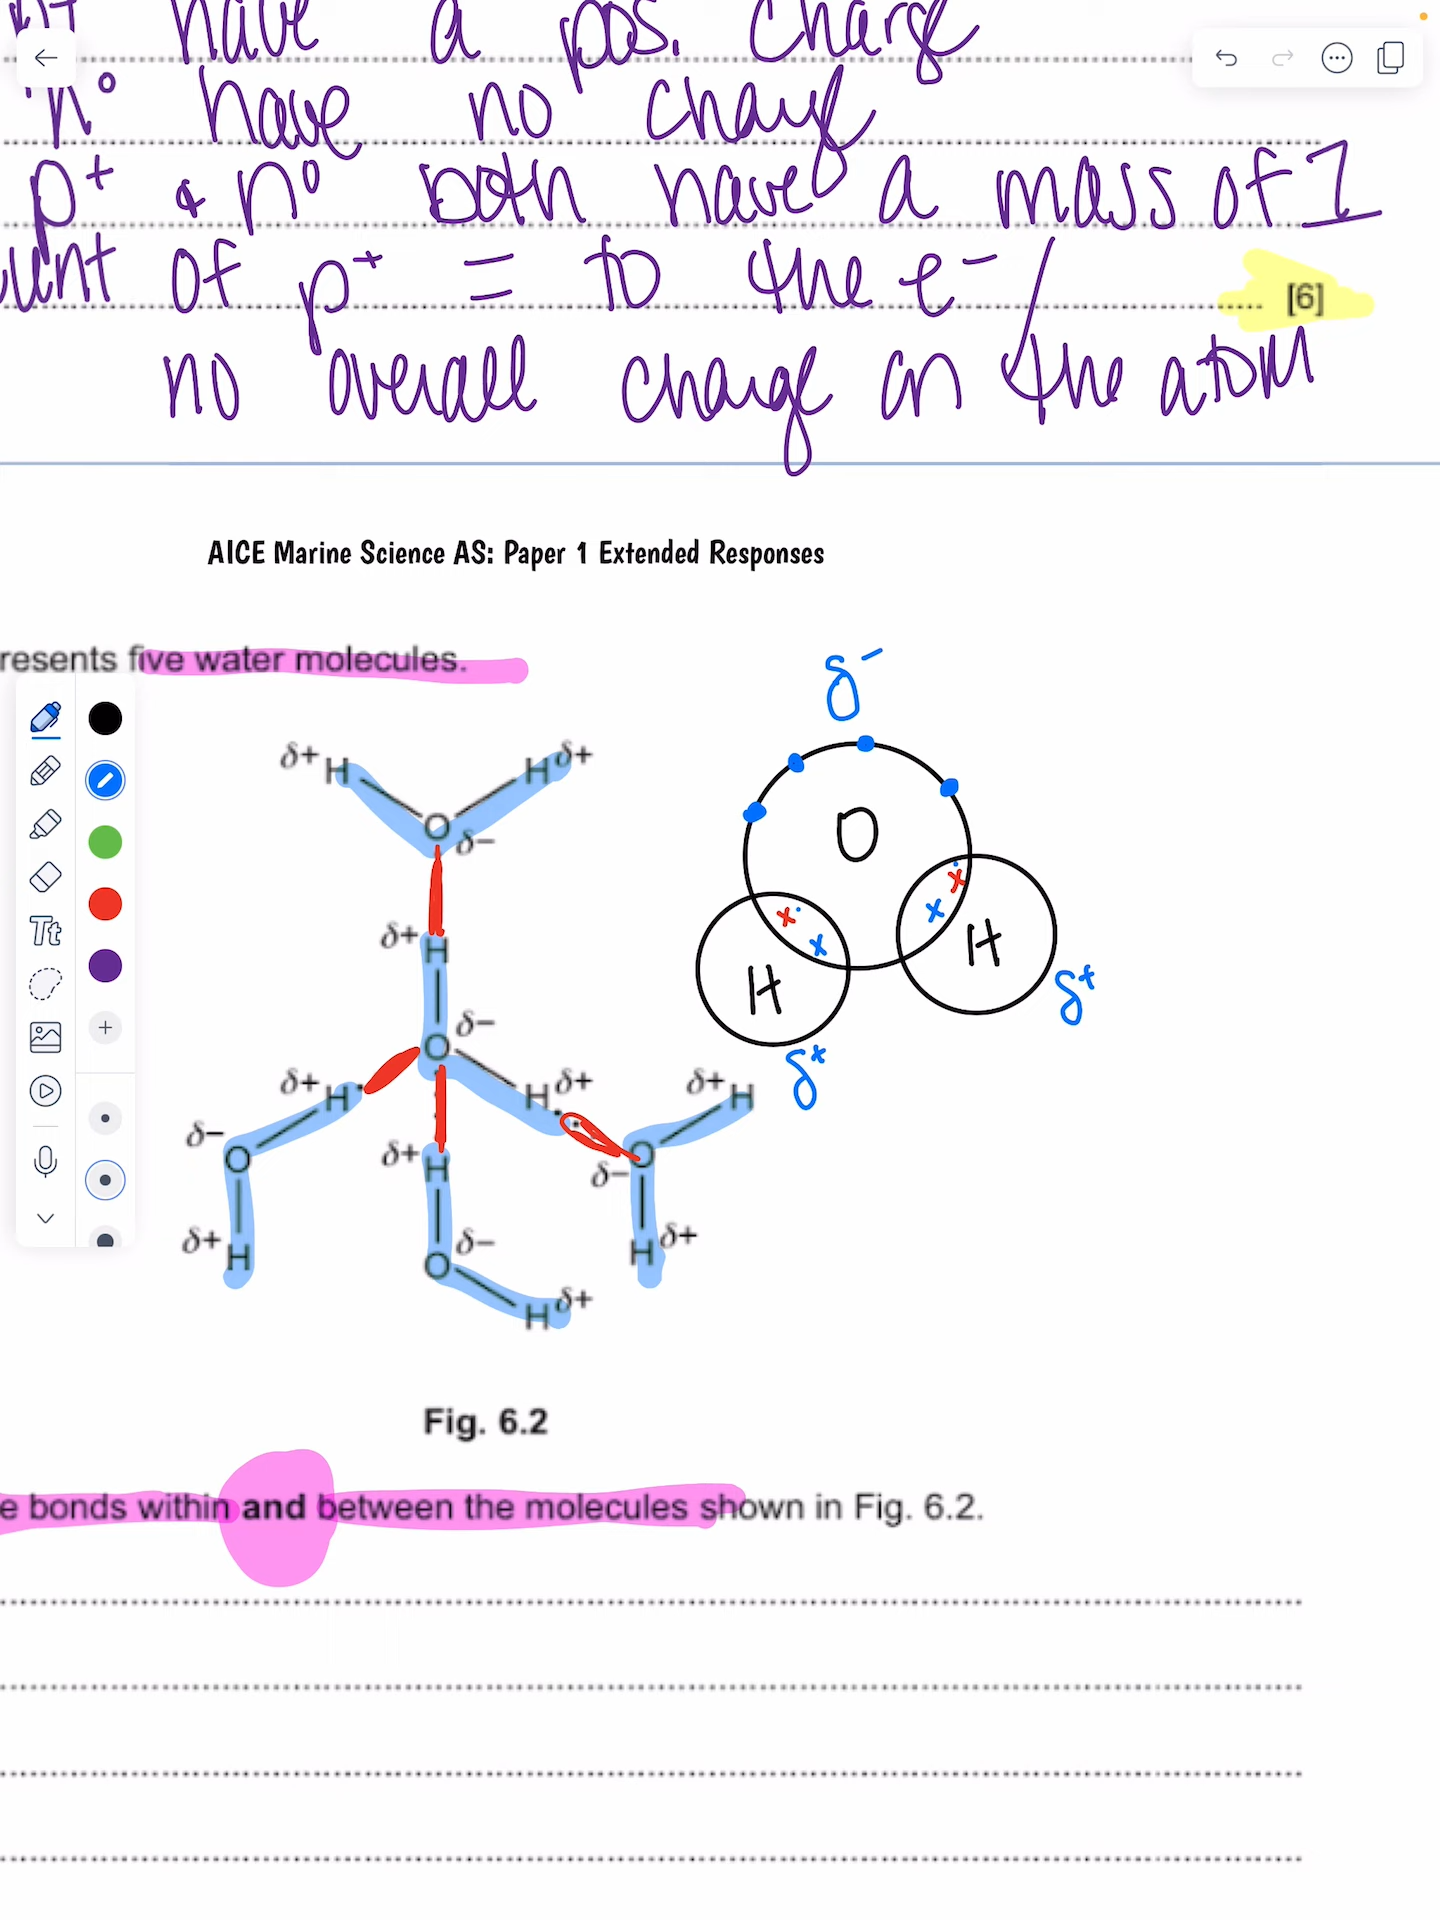 have a pos. charge
n° have no charge
p+ & n° both have a mass of 1
of p+ = to the e- /
[6]
no overall charge on the atom
AICE Marine Science AS: Paper 1 Extended Responses
resents five water molecules.
δ-
δ+ H H δ+
O δ-
O
δ+ H
H
H
δ+
δ+
δ-
O
δ+ H H δ+ δ+ H
δ- O
δ+ H
O
δ-
δ+ H
O δ-
H δ+
H δ+
Tt
Fig. 6.2
e bonds within and between the molecules shown in Fig. 6.2.